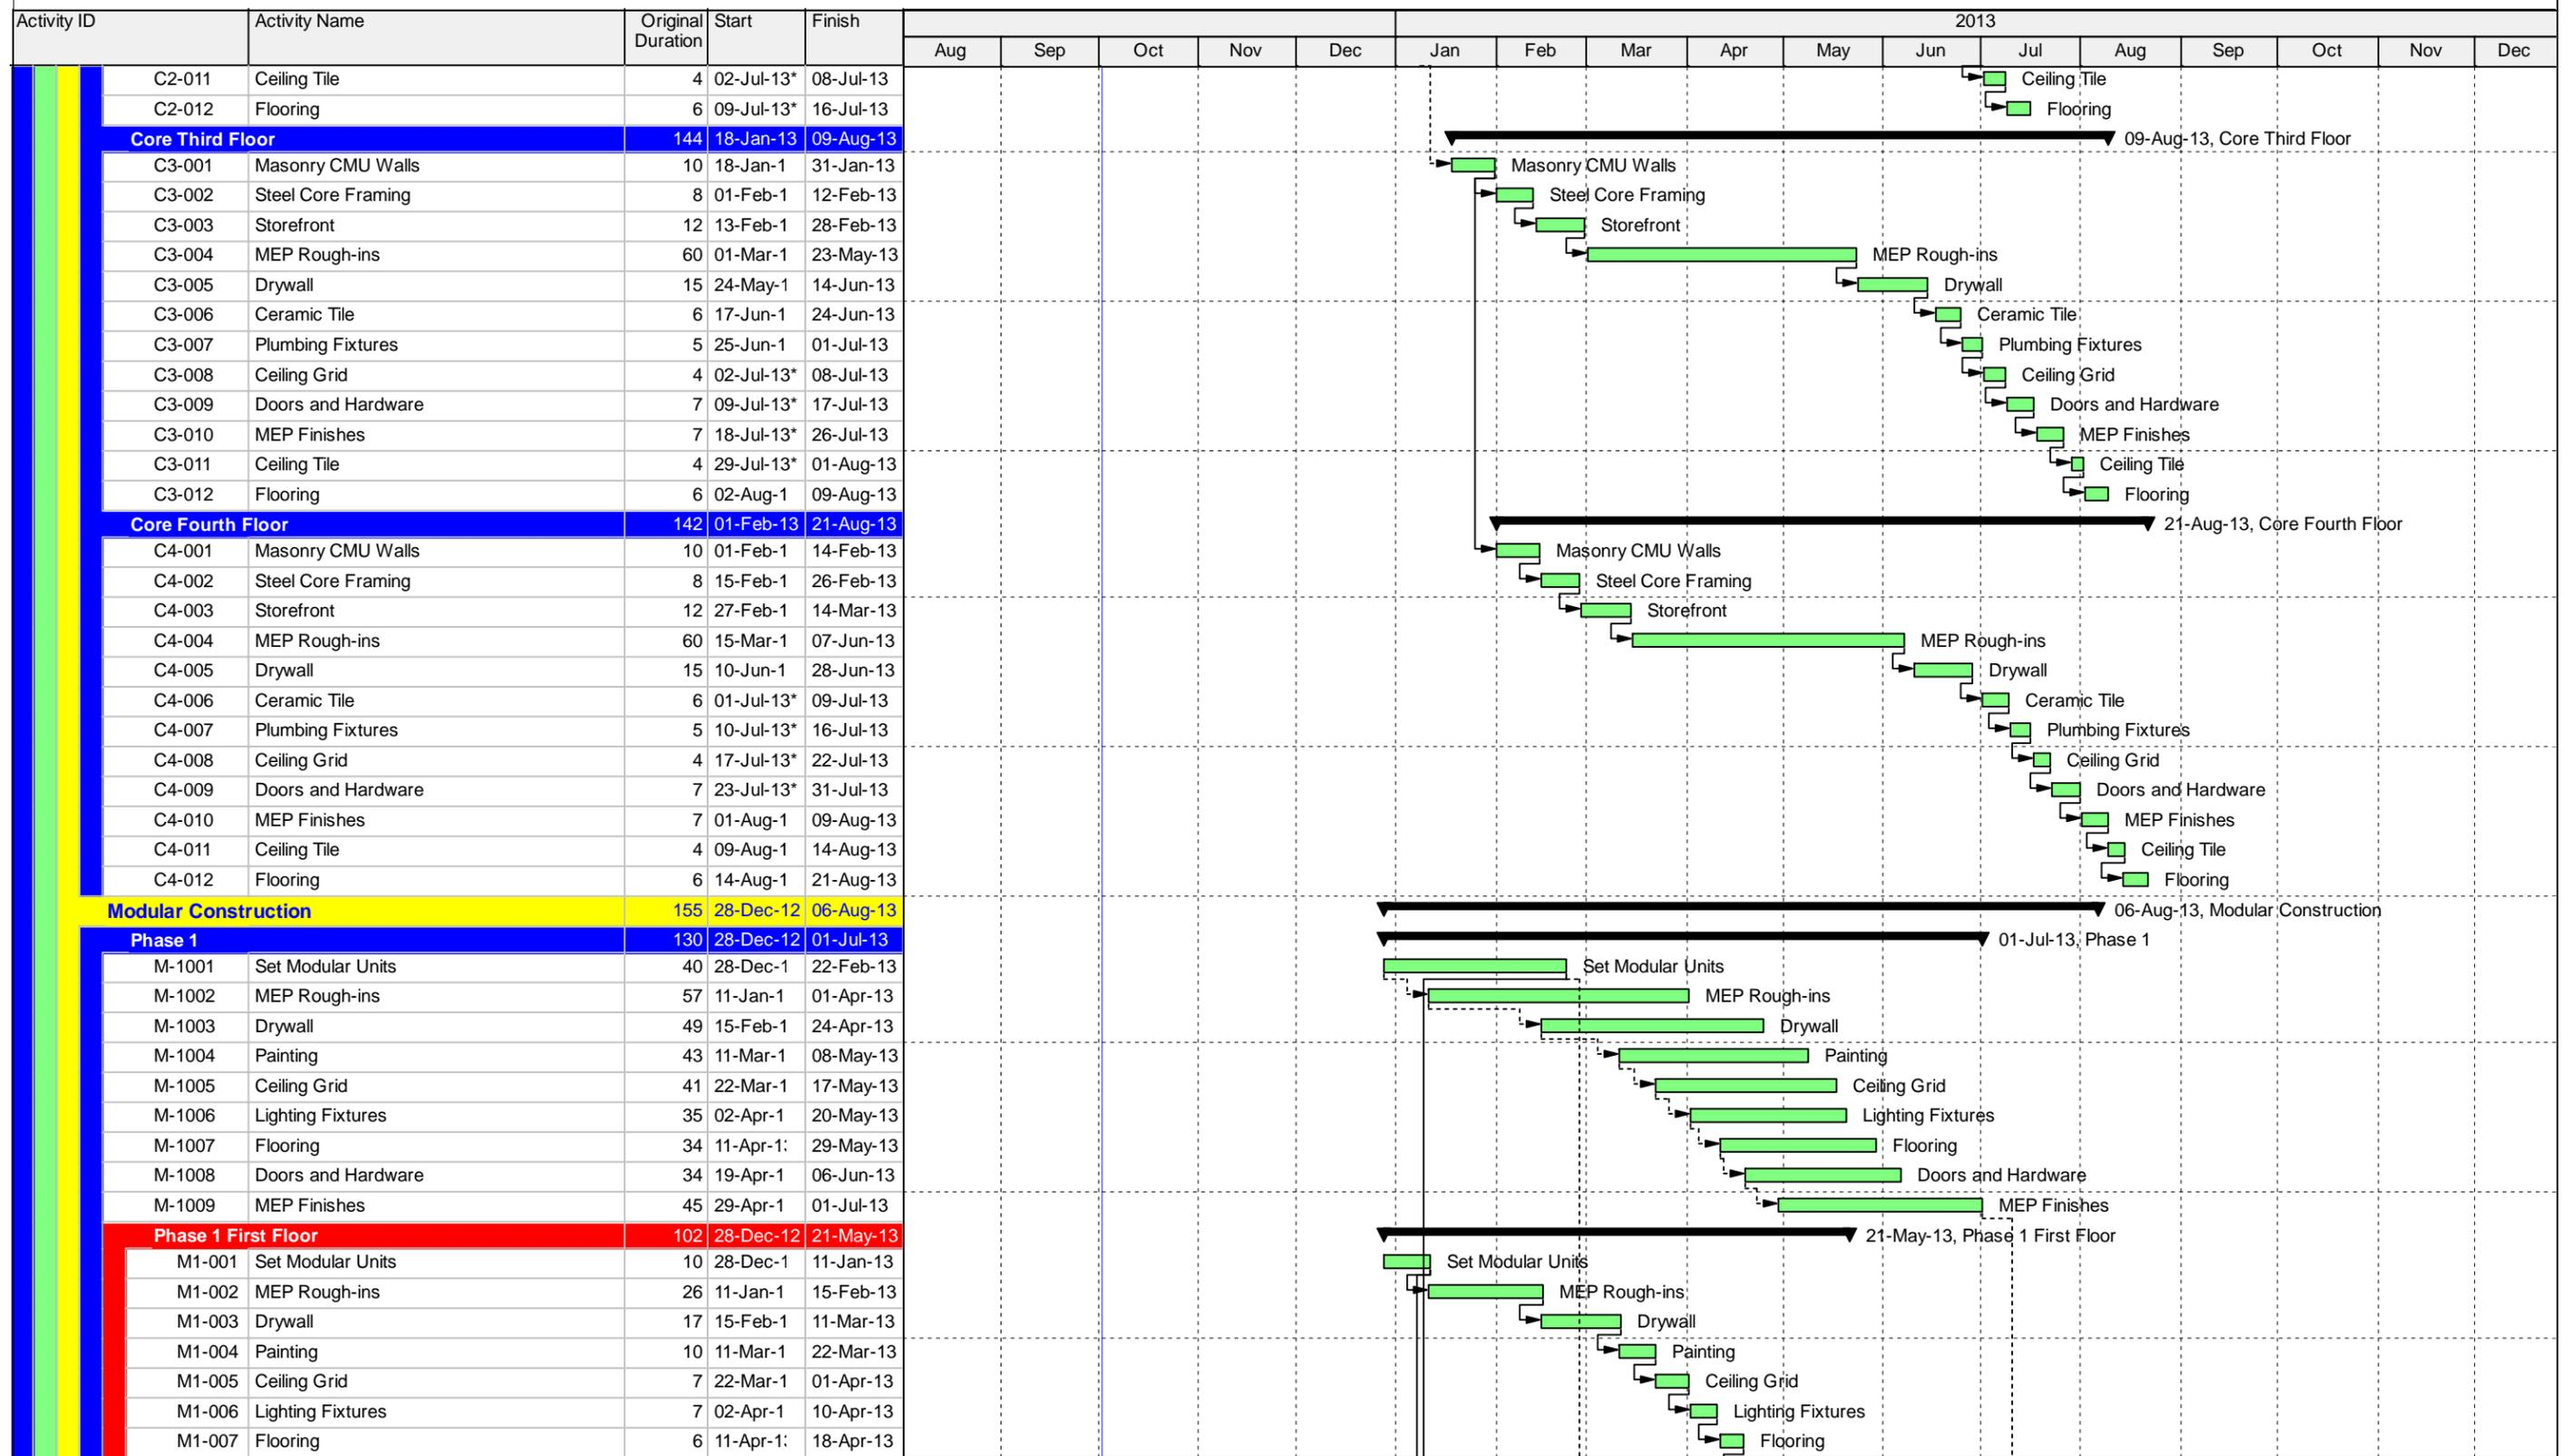 Activity ID Activity Name Original Duration Start Finish 2013
Aug Sep Oct Nov Dec Jan Feb Mar Apr May Jun Jul Aug Sep Oct Nov Dec
C2-011 Ceiling Tile 4 02-Jul-13* 08-Jul-13 Ceiling Tile
C2-012 Flooring 6 09-Jul-13* 16-Jul-13 Flooring
Core Third Floor 144 18-Jan-13 09-Aug-13 09-Aug-13, Core Third Floor
C3-001 Masonry CMU Walls 10 18-Jan-1 31-Jan-13 Masonry CMU Walls
C3-002 Steel Core Framing 8 01-Feb-1 12-Feb-13 Steel Core Framing
C3-003 Storefront 12 13-Feb-1 28-Feb-13 Storefront
C3-004 MEP Rough-ins 60 01-Mar-1 23-May-13 MEP Rough-ins
C3-005 Drywall 15 24-May-1 14-Jun-13 Drywall
C3-006 Ceramic Tile 6 17-Jun-1 24-Jun-13 Ceramic Tile
C3-007 Plumbing Fixtures 5 25-Jun-1 01-Jul-13 Plumbing Fixtures
C3-008 Ceiling Grid 4 02-Jul-13* 08-Jul-13 Ceiling Grid
C3-009 Doors and Hardware 7 09-Jul-13* 17-Jul-13 Doors and Hardware
C3-010 MEP Finishes 7 18-Jul-13* 26-Jul-13 MEP Finishes
C3-011 Ceiling Tile 4 29-Jul-13* 01-Aug-13 Ceiling Tile
C3-012 Flooring 6 02-Aug-1 09-Aug-13 Flooring
Core Fourth Floor 142 01-Feb-13 21-Aug-13 21-Aug-13, Core Fourth Floor
C4-001 Masonry CMU Walls 10 01-Feb-1 14-Feb-13 Masonry CMU Walls
C4-002 Steel Core Framing 8 15-Feb-1 26-Feb-13 Steel Core Framing
C4-003 Storefront 12 27-Feb-1 14-Mar-13 Storefront
C4-004 MEP Rough-ins 60 15-Mar-1 07-Jun-13 MEP Rough-ins
C4-005 Drywall 15 10-Jun-1 28-Jun-13 Drywall
C4-006 Ceramic Tile 6 01-Jul-13* 09-Jul-13 Ceramic Tile
C4-007 Plumbing Fixtures 5 10-Jul-13* 16-Jul-13 Plumbing Fixtures
C4-008 Ceiling Grid 4 17-Jul-13* 22-Jul-13 Ceiling Grid
C4-009 Doors and Hardware 7 23-Jul-13* 31-Jul-13 Doors and Hardware
C4-010 MEP Finishes 7 01-Aug-1 09-Aug-13 MEP Finishes
C4-011 Ceiling Tile 4 09-Aug-1 14-Aug-13 Ceiling Tile
C4-012 Flooring 6 14-Aug-1 21-Aug-13 Flooring
Modular Construction 155 28-Dec-12 06-Aug-13 06-Aug-13, Modular Construction
Phase 1 130 28-Dec-12 01-Jul-13 01-Jul-13, Phase 1
M-1001 Set Modular Units 40 28-Dec-1 22-Feb-13 Set Modular Units
M-1002 MEP Rough-ins 57 11-Jan-1 01-Apr-13 MEP Rough-ins
M-1003 Drywall 49 15-Feb-1 24-Apr-13 Drywall
M-1004 Painting 43 11-Mar-1 08-May-13 Painting
M-1005 Ceiling Grid 41 22-Mar-1 17-May-13 Ceiling Grid
M-1006 Lighting Fixtures 35 02-Apr-1 20-May-13 Lighting Fixtures
M-1007 Flooring 34 11-Apr-1 29-May-13 Flooring
M-1008 Doors and Hardware 34 19-Apr-1 06-Jun-13 Doors and Hardware
M-1009 MEP Finishes 45 29-Apr-1 01-Jul-13 MEP Finishes
Phase 1 First Floor 102 28-Dec-12 21-May-13 21-May-13, Phase 1 First Floor
M1-001 Set Modular Units 10 28-Dec-1 11-Jan-13 Set Modular Units
M1-002 MEP Rough-ins 26 11-Jan-1 15-Feb-13 MEP Rough-ins
M1-003 Drywall 17 15-Feb-1 11-Mar-13 Drywall
M1-004 Painting 10 11-Mar-1 22-Mar-13 Painting
M1-005 Ceiling Grid 7 22-Mar-1 01-Apr-13 Ceiling Grid
M1-006 Lighting Fixtures 7 02-Apr-1 10-Apr-13 Lighting Fixtures
M1-007 Flooring 6 11-Apr-1 18-Apr-13 Flooring